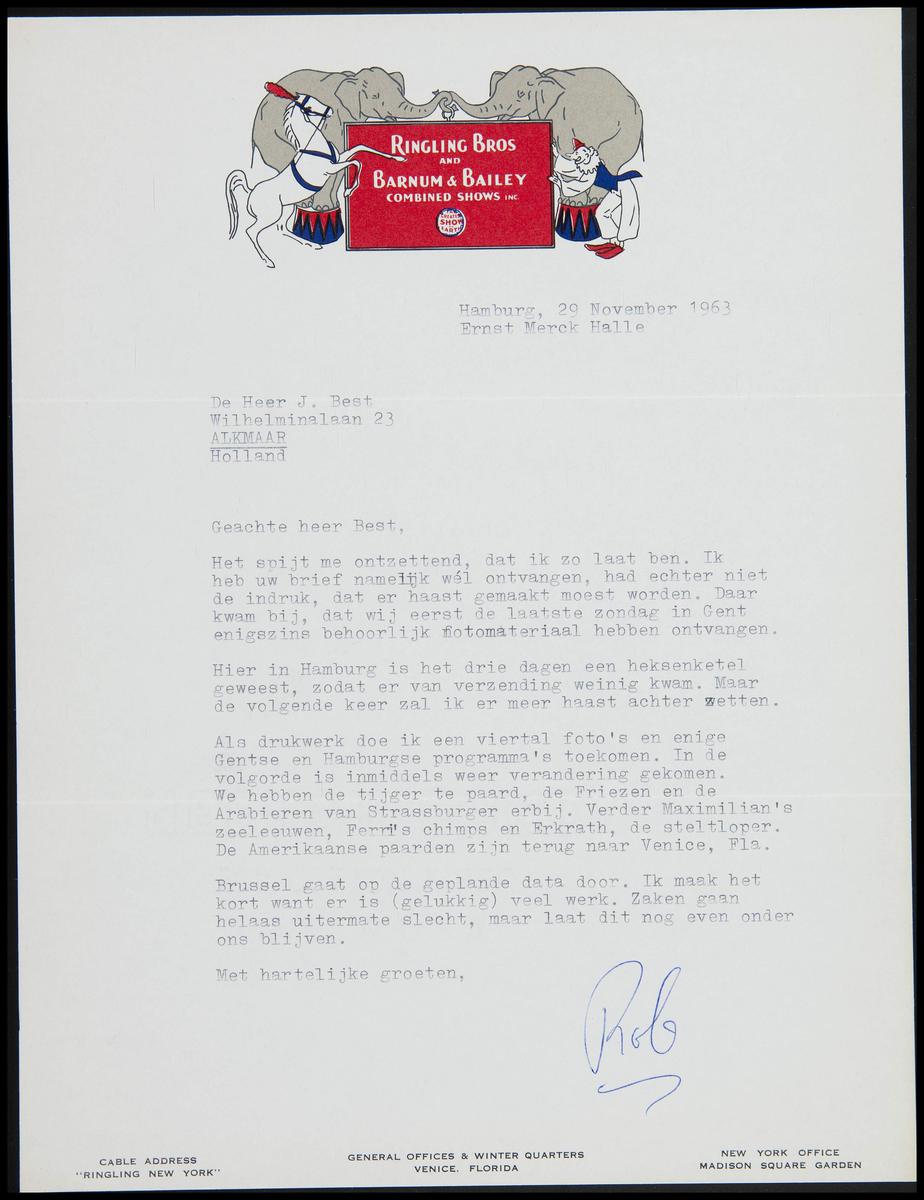 RINGLING BROS
AND
BARNUM & BAILEY
COMBINED SHOWS INC.
SHOW
Hamburg, 29 November 1963
Ernst Merck Halle
De Heer J. Best
Wilhelminalaan 23
ALKMAAR
Holland
Geachte heer Best,
Het spijt me ontzettend, dat ik zo laat ben. Ik
heb uw brief namelijk wél ontvangen, had echter niet
de indruk, dat er haast gemaakt moest worden. Daar
kwam bij, dat wij eerst de laatste zondag in Gent
enigszins behoorlijk fotomateriaal hebben ontvangen.
Hier in Hamburg is het drie dagen een heksenketel
geweest, zodat er van verzending weinig kwam. Maar
de volgende keer zal ik er meer haast achter zetten.
Als drukwerk doe ik een viertal foto's en enige
Gentse en Hamburgse programma's toekomen. In de
volgorde is inmiddels weer verandering gekomen.
We hebben de tijger te paard, de Friezen en de
Arabieren van Strassburger erbij. Verder Maximilian's
zeeleeuwen, Ferri's chimps en Erkrath, de steltloper.
De Amerikaanse paarden zijn terug naar Venice, Fla.
Brussel gaat op de geplande data door. Ik maak het
kort want er is (gelukkig) veel werk. Zaken gaan
helaas uitermate slecht, maar laat dit nog even onder
ons blijven.
Met hartelijke groeten,
Rob
CABLE ADDRESS
"RINGLING NEW YORK"
GENERAL OFFICES & WINTER QUARTERS
VENICE, FLORIDA
NEW YORK OFFICE
MADISON SQUARE GARDEN